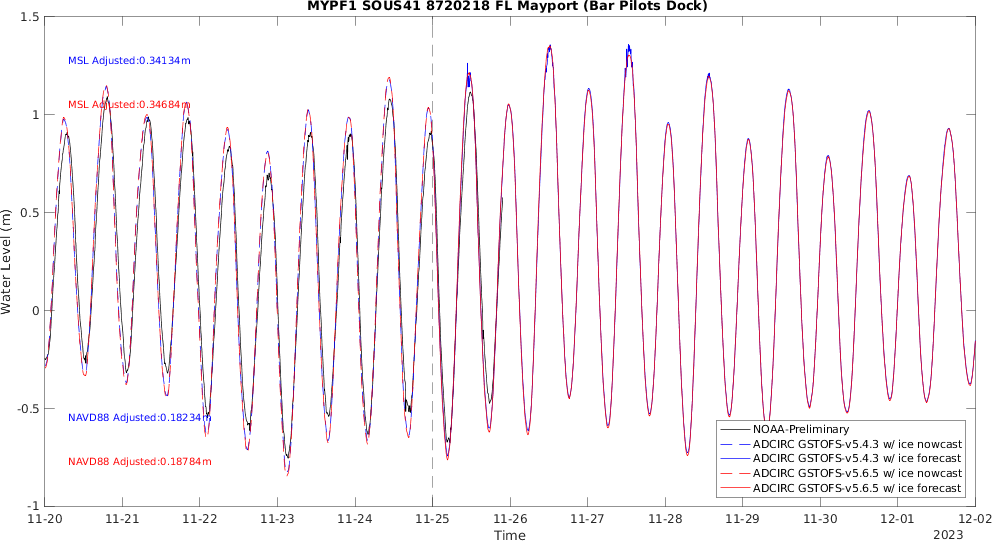 MYPF1 SOUS41 8720218 FL Mayport (Bar Pilots Dock)
1.5
1
0.5
0
-0.5
-1
Water Level (m)
MSL Adjusted:0.34134m
MSL Adjusted:0.34684m
NAVD88 Adjusted:0.18234m
NAVD88 Adjusted:0.18784m
NOAA-Preliminary
ADCIRC GSTOFS-v5.4.3 w/ ice nowcast
ADCIRC GSTOFS-v5.4.3 w/ ice forecast
ADCIRC GSTOFS-v5.6.5 w/ ice nowcast
ADCIRC GSTOFS-v5.6.5 w/ ice forecast
11-20 11-21 11-22 11-23 11-24 11-25 11-26 11-27 11-28 11-29 11-30 12-01 12-02
Time
2023